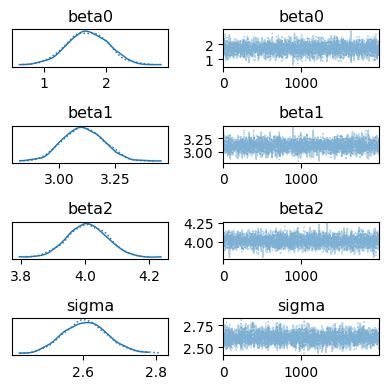 beta0 beta0
2
1
1 2 0 1000
beta1 beta1
3.25
3.00
3.00 3.25 0 1000
beta2 beta2
4.25
4.00
3.8 4.0 4.2 0 1000
sigma sigma
2.75
2.50
2.6 2.8 0 1000